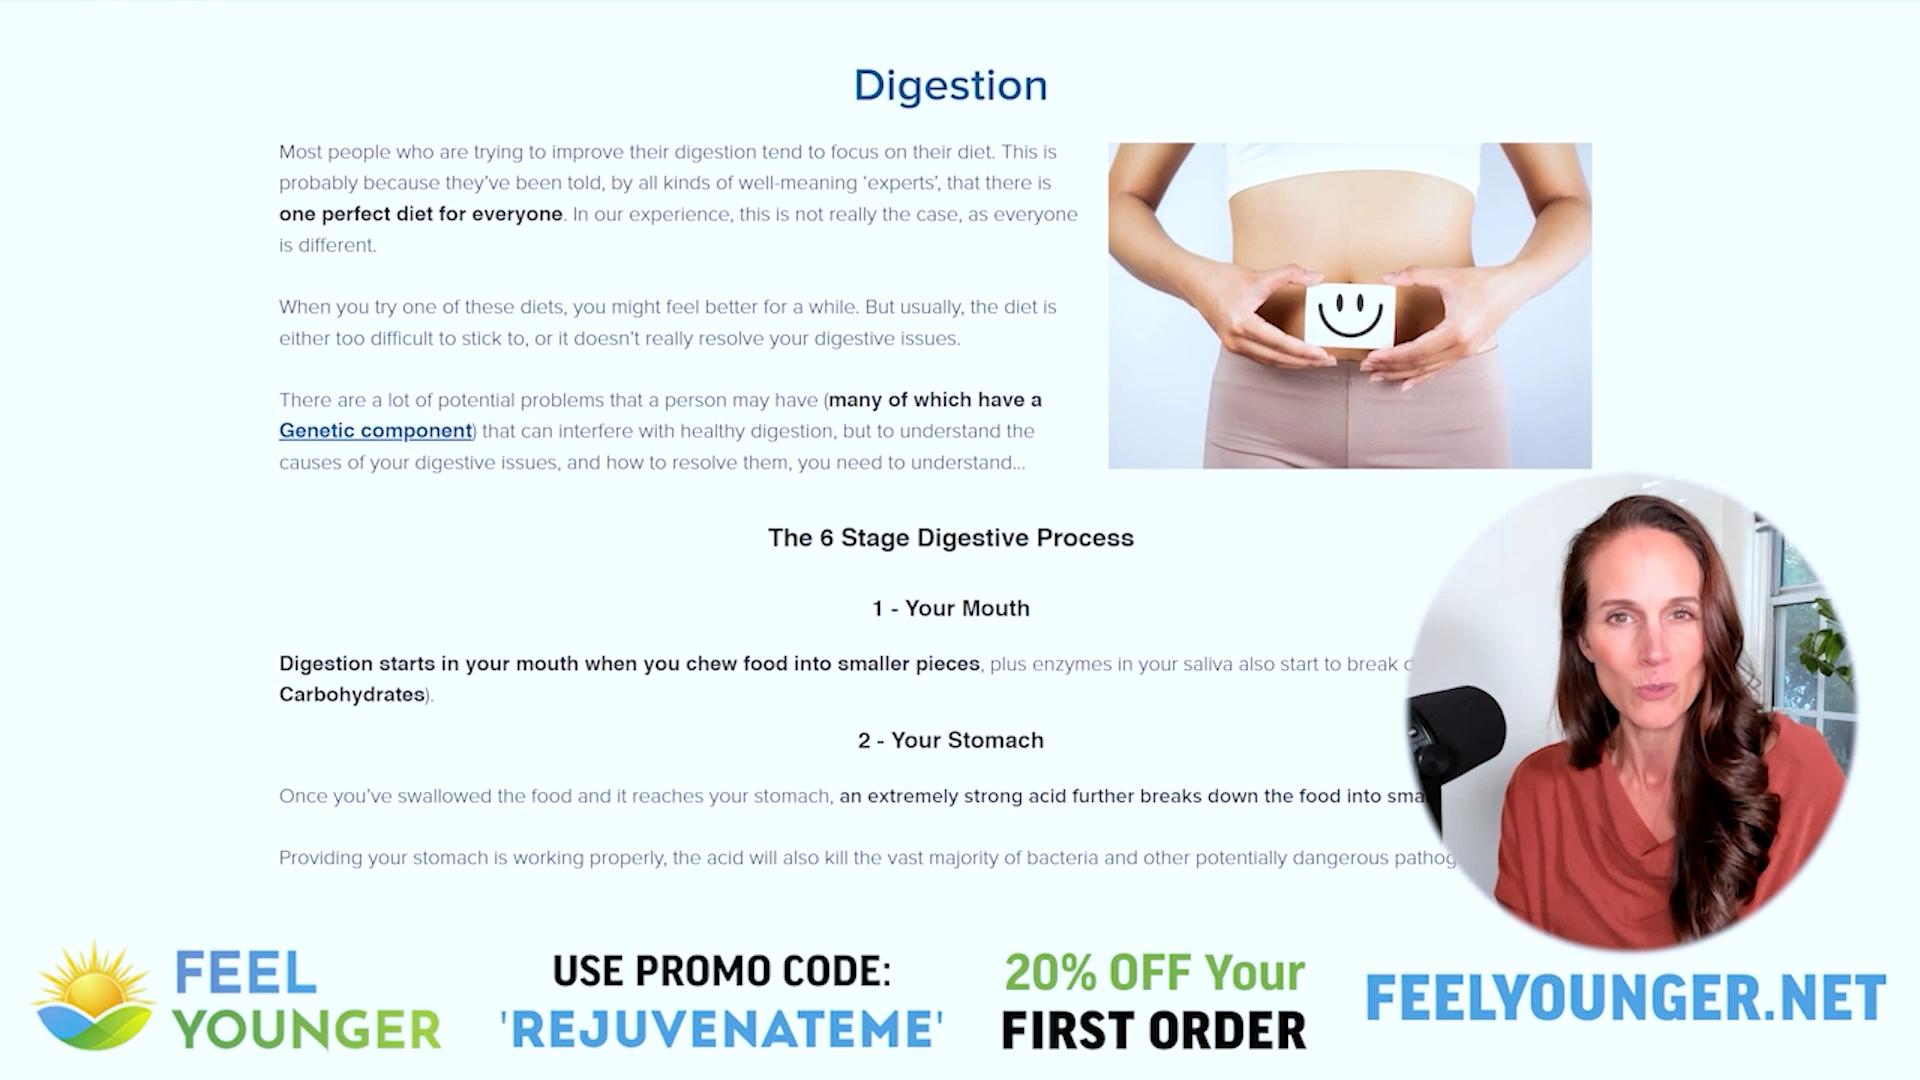 Digestion
Most people who are trying to improve their digestion tend to focus on their diet. This is
probably because they’ve been told, by all kinds of well-meaning ‘experts’, that there is
one perfect diet for everyone. In our experience, this is not really the case, as everyone
is different.
When you try one of these diets, you might feel better for a while. But usually, the diet is
either too difficult to stick to, or it doesn’t really resolve your digestive issues.
There are a lot of potential problems that a person may have (many of which have a
Genetic component) that can interfere with healthy digestion, but to understand the
causes of your digestive issues, and how to resolve them, you need to understand...
The 6 Stage Digestive Process
1 - Your Mouth
Digestion starts in your mouth when you chew food into smaller pieces, plus enzymes in your saliva also start to break
Carbohydrates).
2 - Your Stomach
Once you’ve swallowed the food and it reaches your stomach, an extremely strong acid further breaks down the food into
Providing your stomach is working properly, the acid will also kill the vast majority of bacteria and other potentially dangerous
FEEL
YOUNGER
USE PROMO CODE:
'REJUVENATEME'
20% OFF Your
FIRST ORDER
FEELYOUNGER.NET